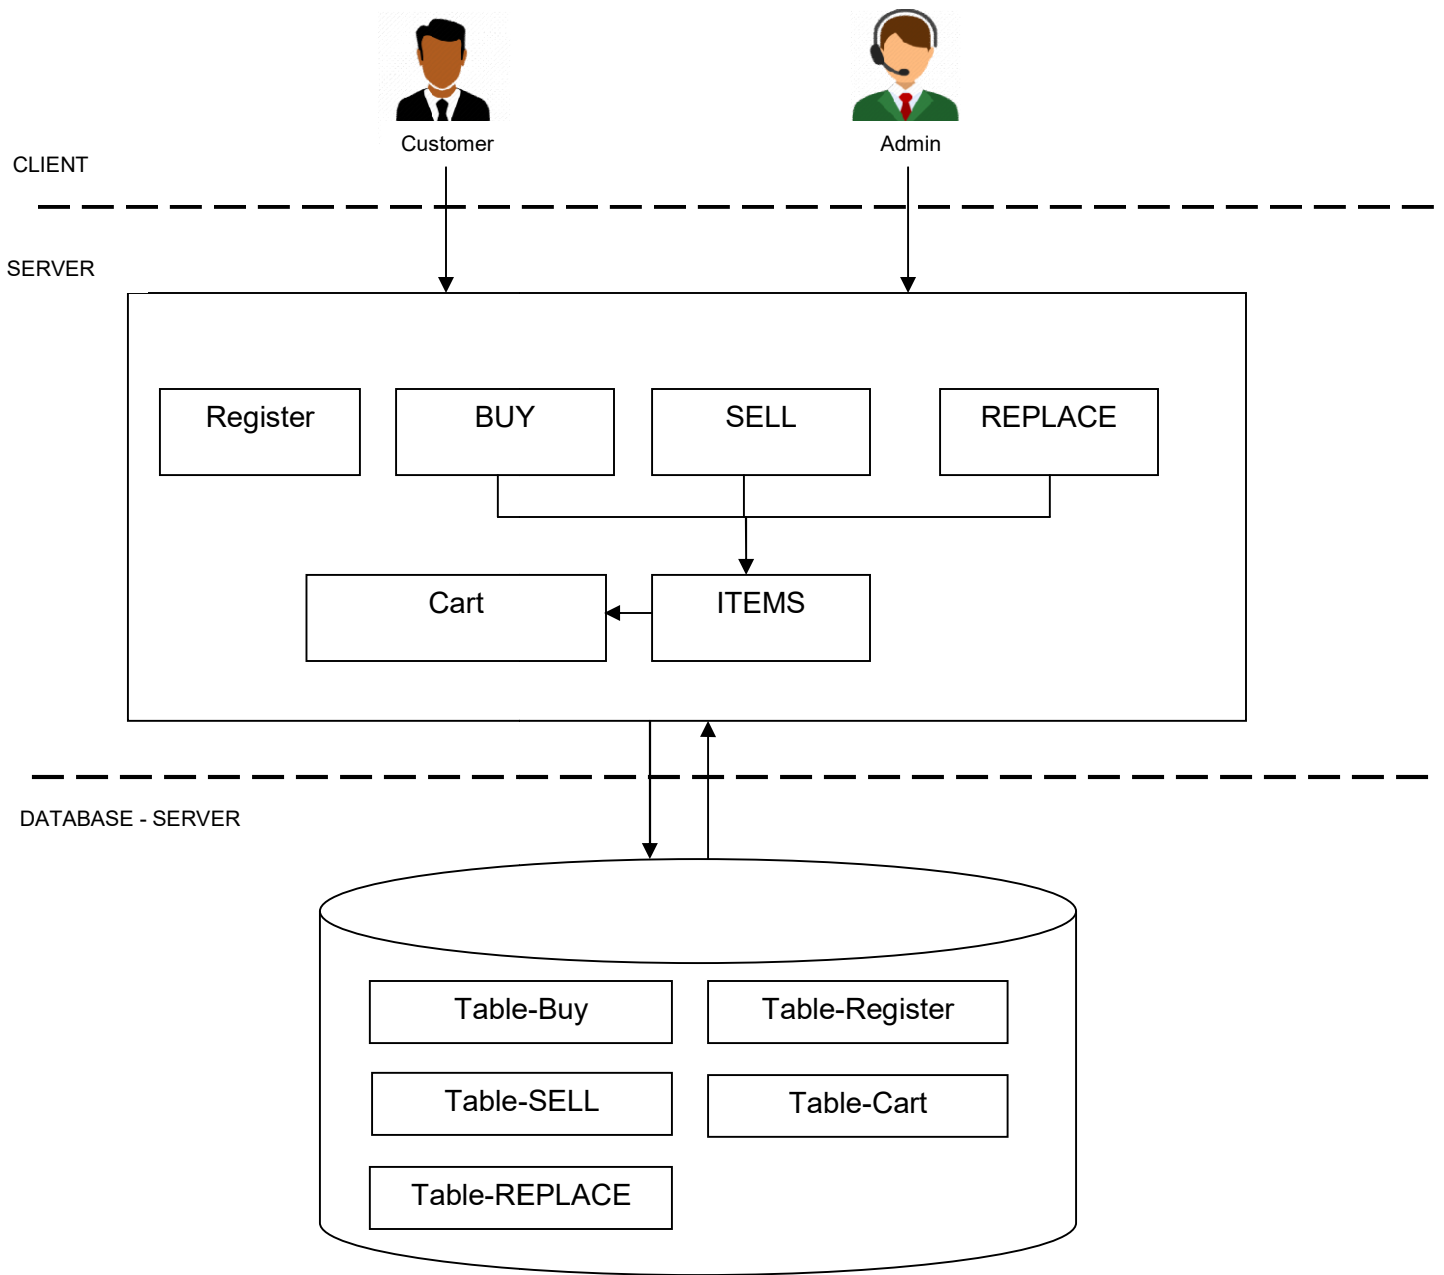 Customer
Admin
CLIENT
SERVER
Register
BUY
SELL
REPLACE
Cart
ITEMS
DATABASE - SERVER
Table-Buy
Table-Register
Table-SELL
Table-Cart
Table-REPLACE